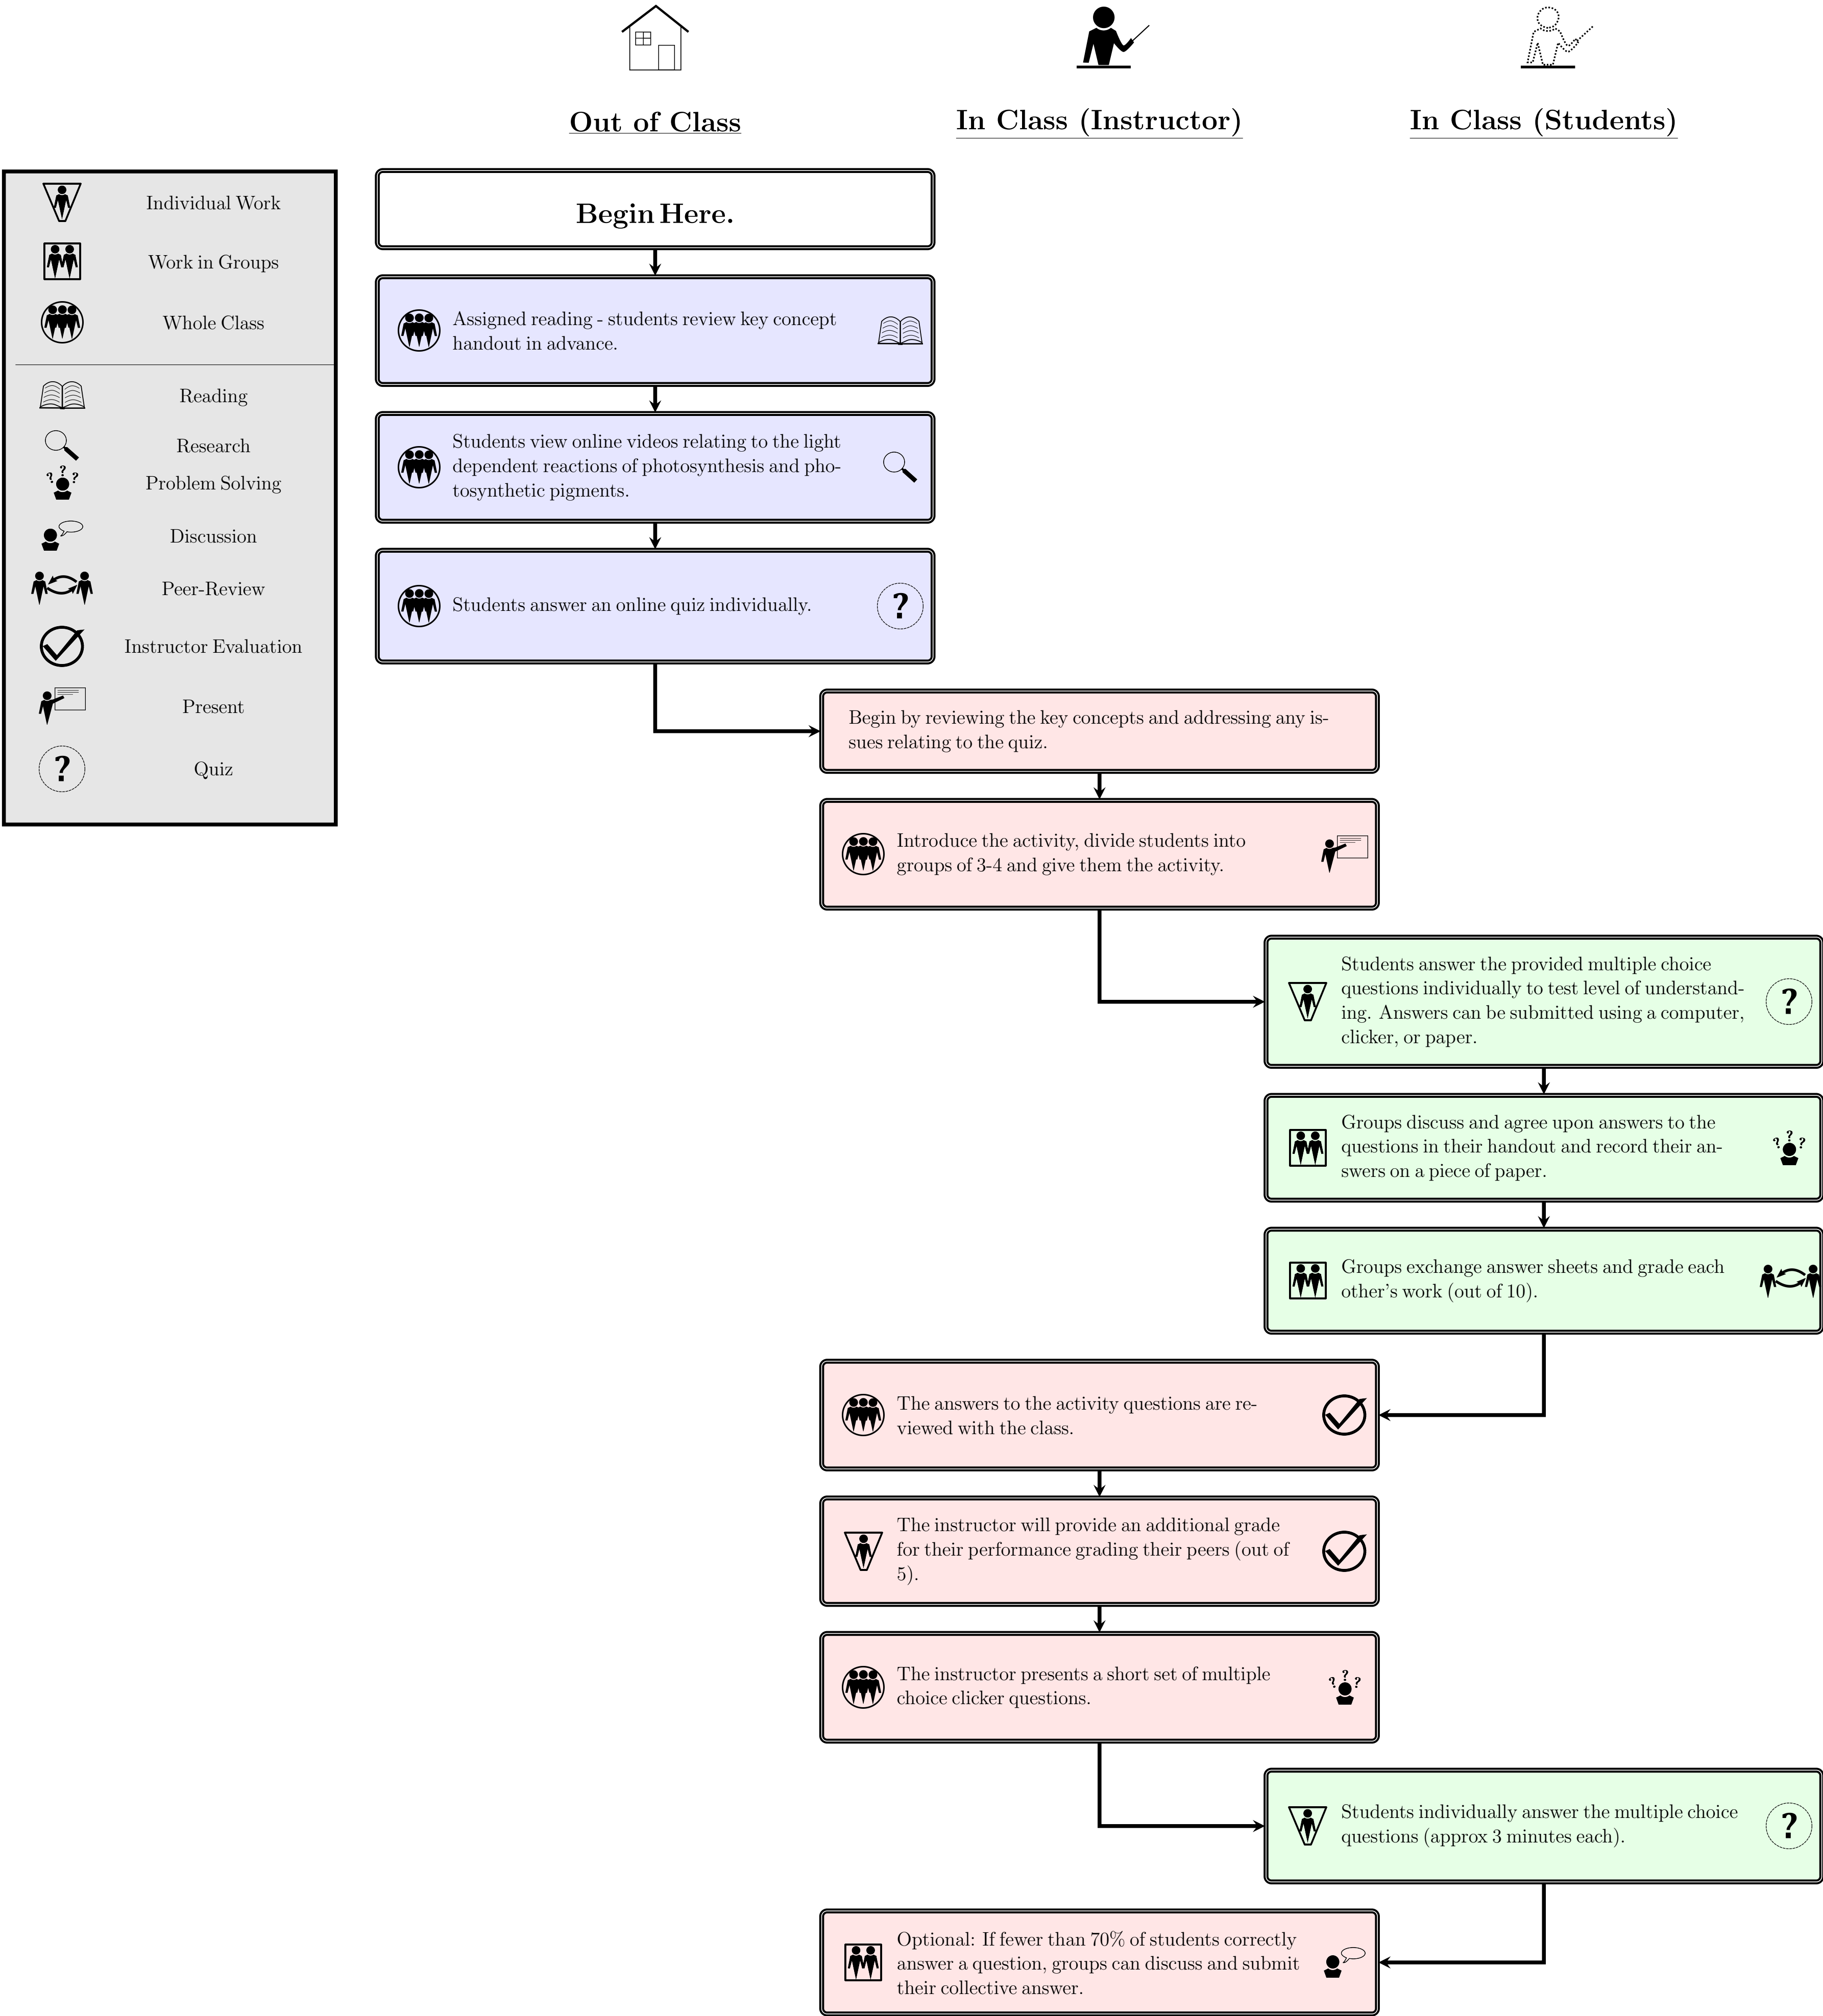 Out of Class
In Class (Instructor)
In Class (Students)
Individual Work
Work in Groups
Whole Class
Reading
Research
? ? ?
Problem Solving
Discussion
Peer-Review
Instructor Evaluation
Present
?
Quiz
Begin Here.
Assigned reading - students review key concept
handout in advance.
Students view online videos relating to the light
dependent reactions of photosynthesis and pho-
tosynthetic pigments.
Students answer an online quiz individually.
?
Begin by reviewing the key concepts and addressing any is-
sues relating to the quiz.
Introduce the activity, divide students into
groups of 3-4 and give them the activity.
Students answer the provided multiple choice
questions individually to test level of understand-
ing. Answers can be submitted using a computer,
clicker, or paper.
?
Groups discuss and agree upon answers to the
questions in their handout and record their an-
swers on a piece of paper.
? ? ?
Groups exchange answer sheets and grade each
other's work (out of 10).
The answers to the activity questions are re-
viewed with the class.
The instructor will provide an additional grade
for their performance grading their peers (out of
5).
The instructor presents a short set of multiple
choice clicker questions.
? ? ?
Students individually answer the multiple choice
questions (approx 3 minutes each).
?
Optional: If fewer than 70% of students correctly
answer a question, groups can discuss and submit
their collective answer.